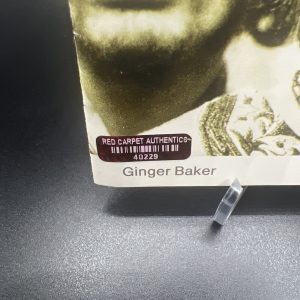 RED CARPET AUTHENTICS
40229
Ginger Baker